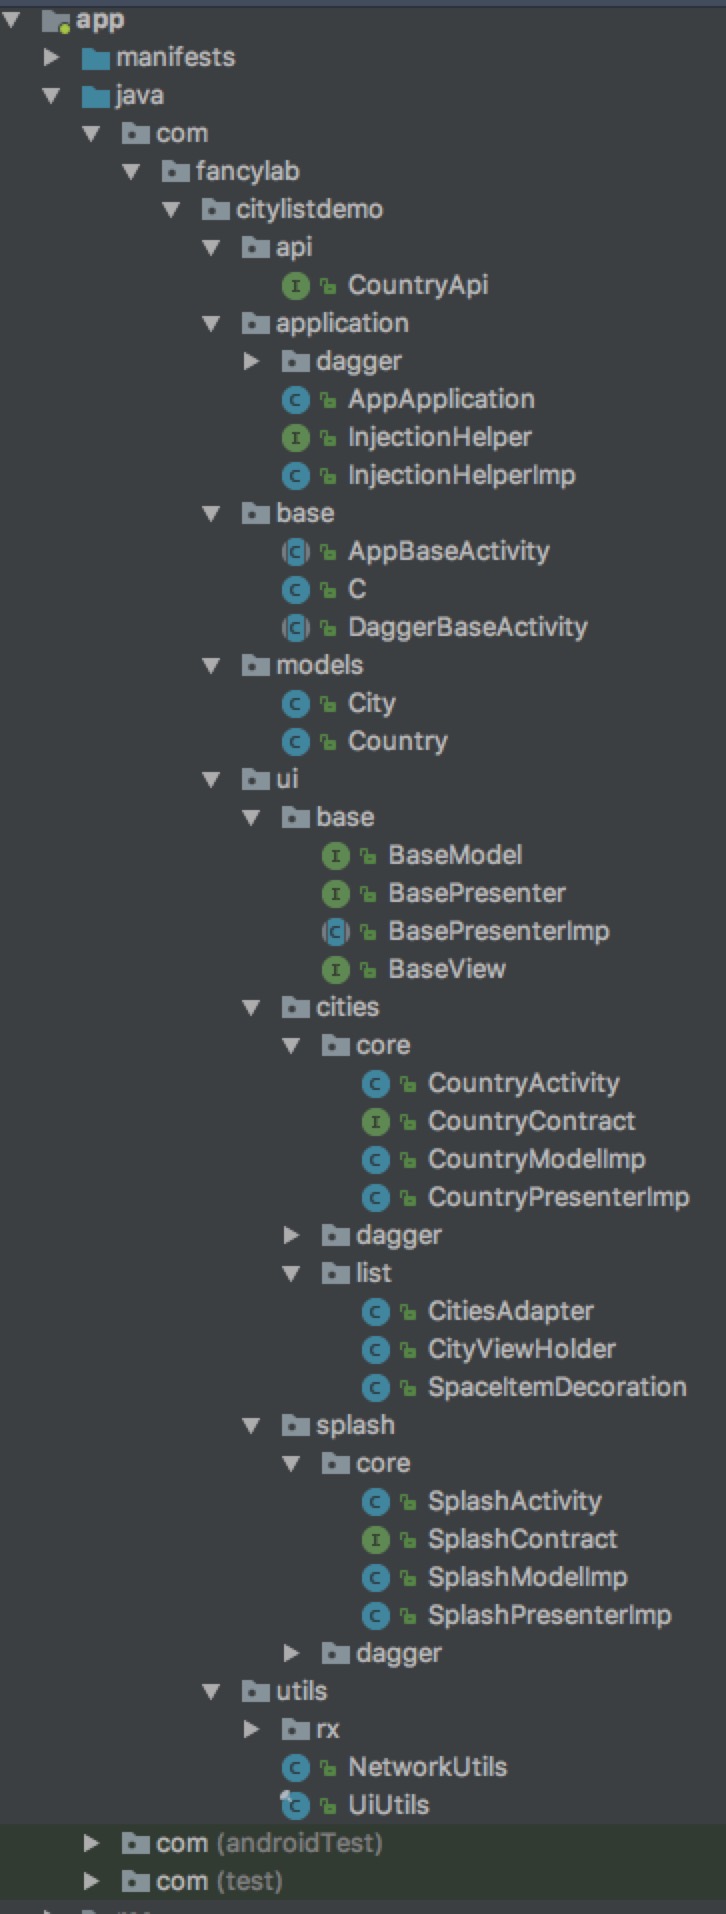 app
manifests
java
com
fancylab
citylistdemo
api
CountryApi
application
dagger
AppApplication
InjectionHelper
InjectionHelperImp
base
AppBaseActivity
C
DaggerBaseActivity
models
City
Country
ui
base
BaseModel
BasePresenter
BasePresenterImp
BaseView
cities
core
CountryActivity
CountryContract
CountryModelImp
CountryPresenterImp
dagger
list
CitiesAdapter
CityViewHolder
SpaceItemDecoration
splash
core
SplashActivity
SplashContract
SplashModelImp
SplashPresenterImp
dagger
utils
rx
NetworkUtils
UiUtils
com (androidTest)
com (test)